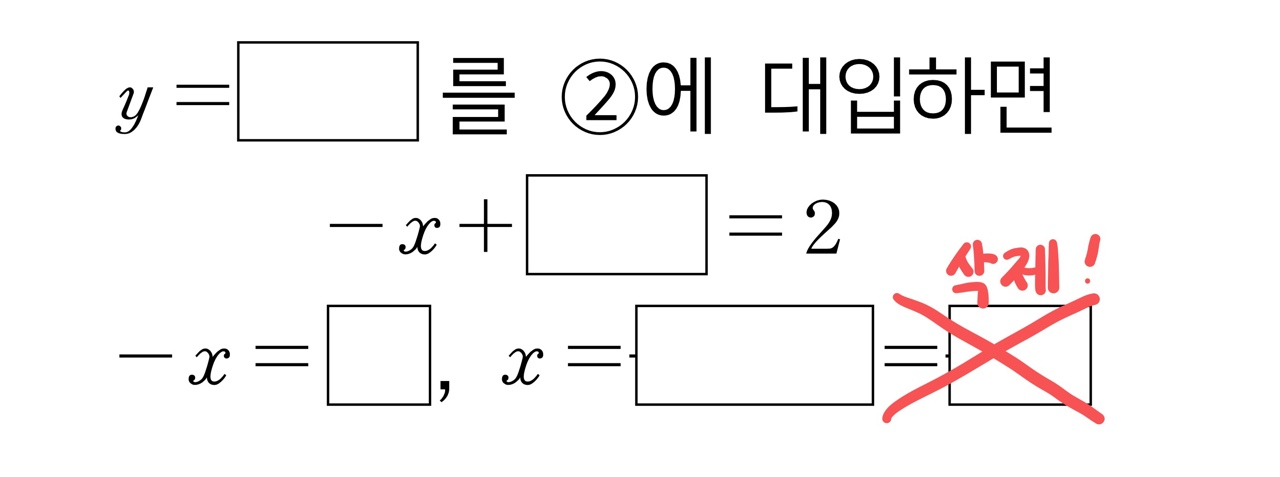 y = □ 를 ②에 대입하면
− x + □ = 2
삭제!
− x = □, x = □ = □